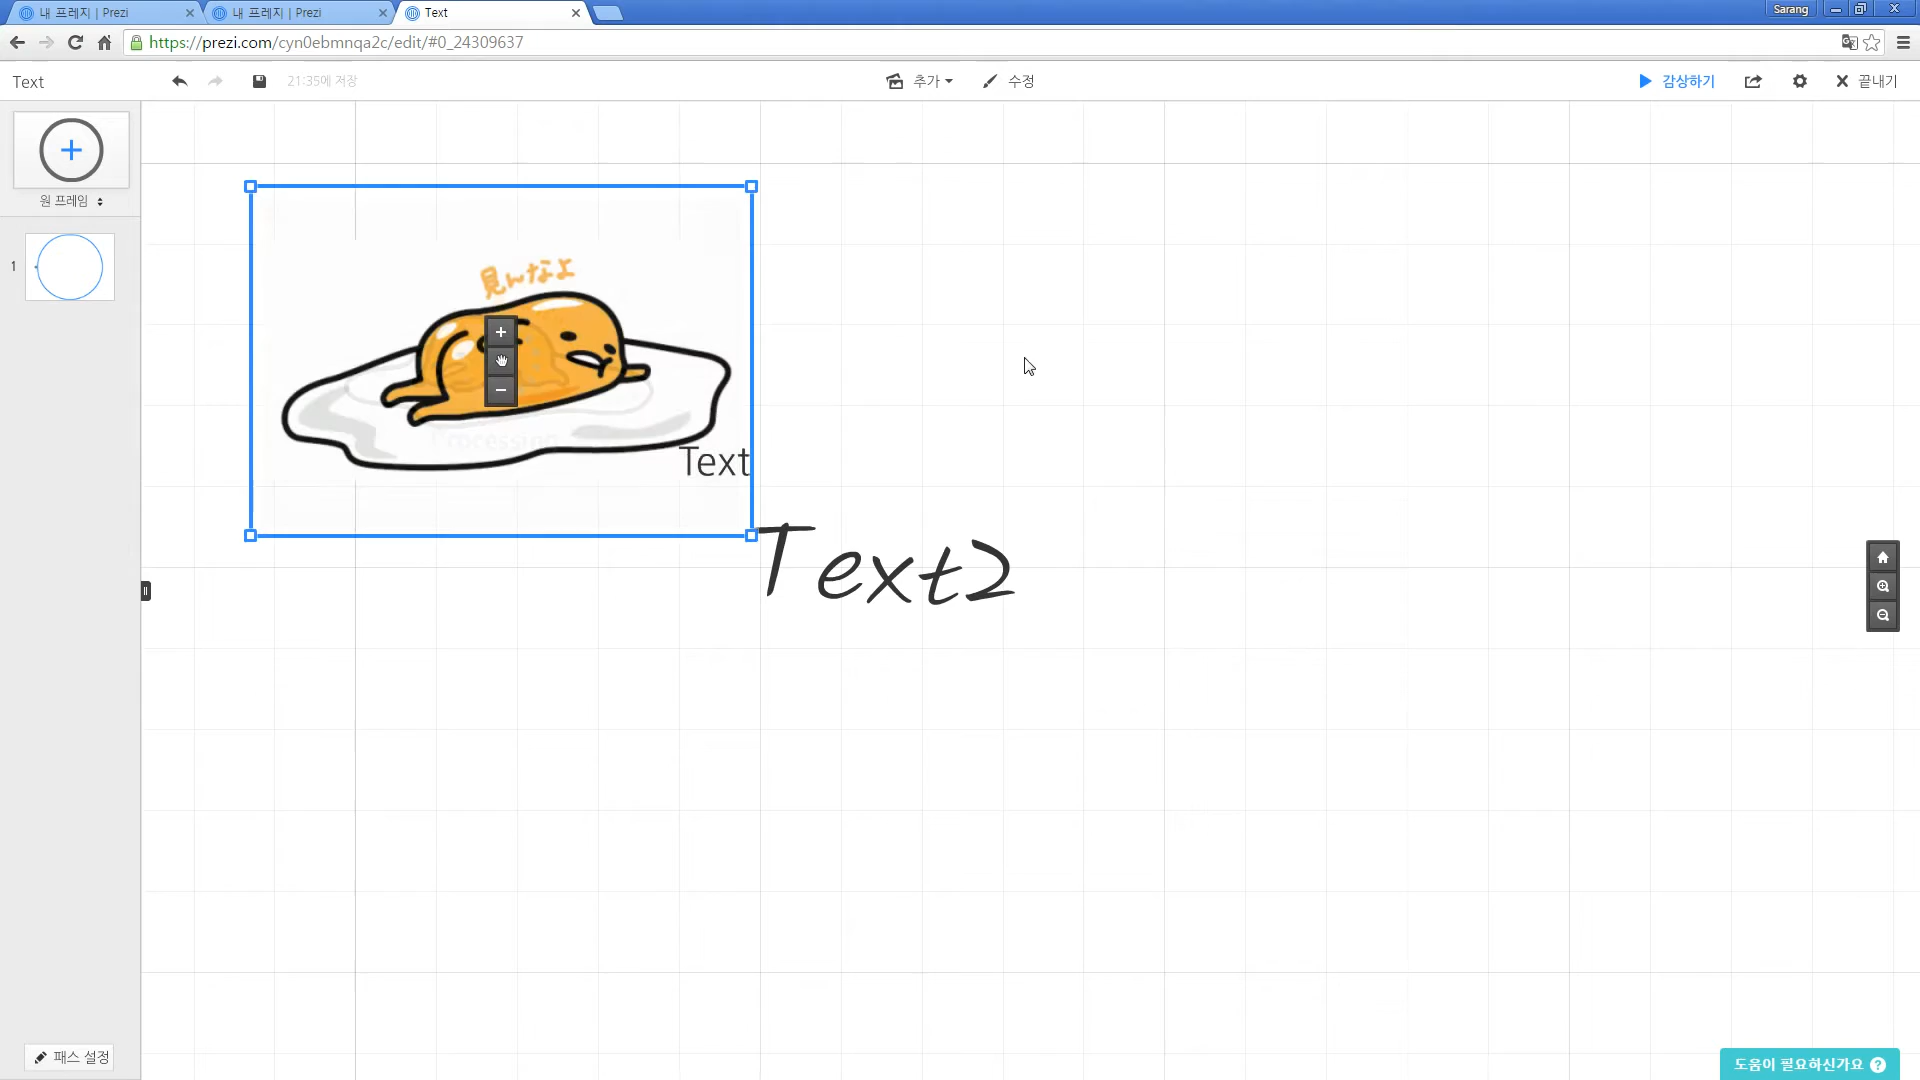 내 프레지 | Prezi
내 프레지 | Prezi
Text
Sarang
https://prezi.com/cyn0ebmnqa2c/edit/#0_24309637
Text
21:35에 저장
추가
수정
감상하기
끝내기
원 프레임
1
見んなよ
Processing
Text
Text2
패스 설정
도움이 필요하신가요 ?